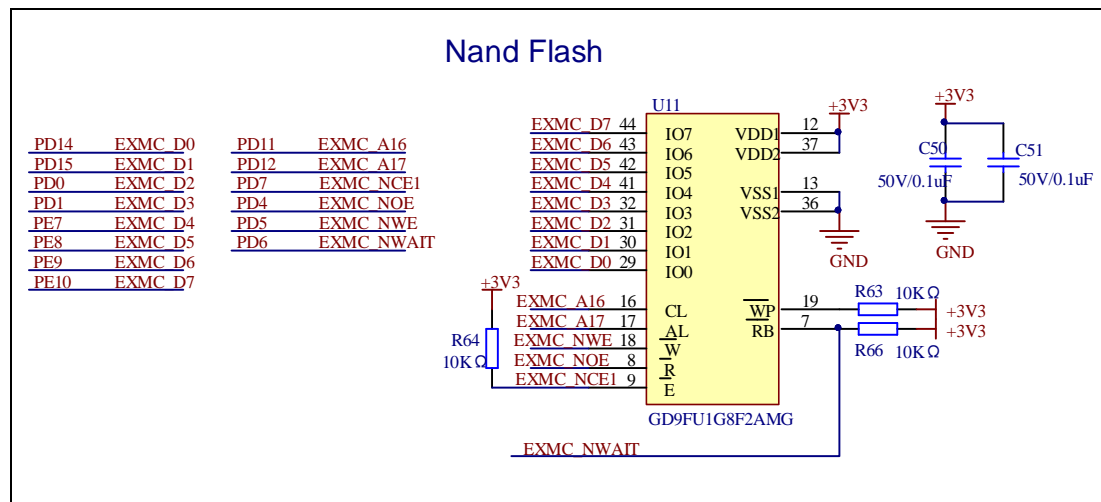 Nand Flash
PD14 EXMC_D0
PD15 EXMC_D1
PD0 EXMC_D2
PD1 EXMC_D3
PE7 EXMC_D4
PE8 EXMC_D5
PE9 EXMC_D6
PE10 EXMC_D7
PD11 EXMC_A16
PD12 EXMC_A17
PD7 EXMC_NCE1
PD4 EXMC_NOE
PD5 EXMC_NWE
PD6 EXMC_NWAIT
U11
EXMC_D7 44 IO7
EXMC_D6 43 IO6
EXMC_D5 42 IO5
EXMC_D4 41 IO4
EXMC_D3 32 IO3
EXMC_D2 31 IO2
EXMC_D1 30 IO1
EXMC_D0 29 IO0
EXMC_A16 16 CL
EXMC_A17 17 AL
EXMC_NWE 18 W
EXMC_NOE 8 R
EXMC_NCE1 9 E
+3V3
R64
10KΩ
VDD1 12
VDD2 37
+3V3
VSS1 13
VSS2 36
GND
WP 19 R63 10KΩ +3V3
RB 7 R66 10KΩ +3V3
GD9FU1G8F2AMG
EXMC_NWAIT
+3V3
C50
50V/0.1uF
C51
50V/0.1uF
GND